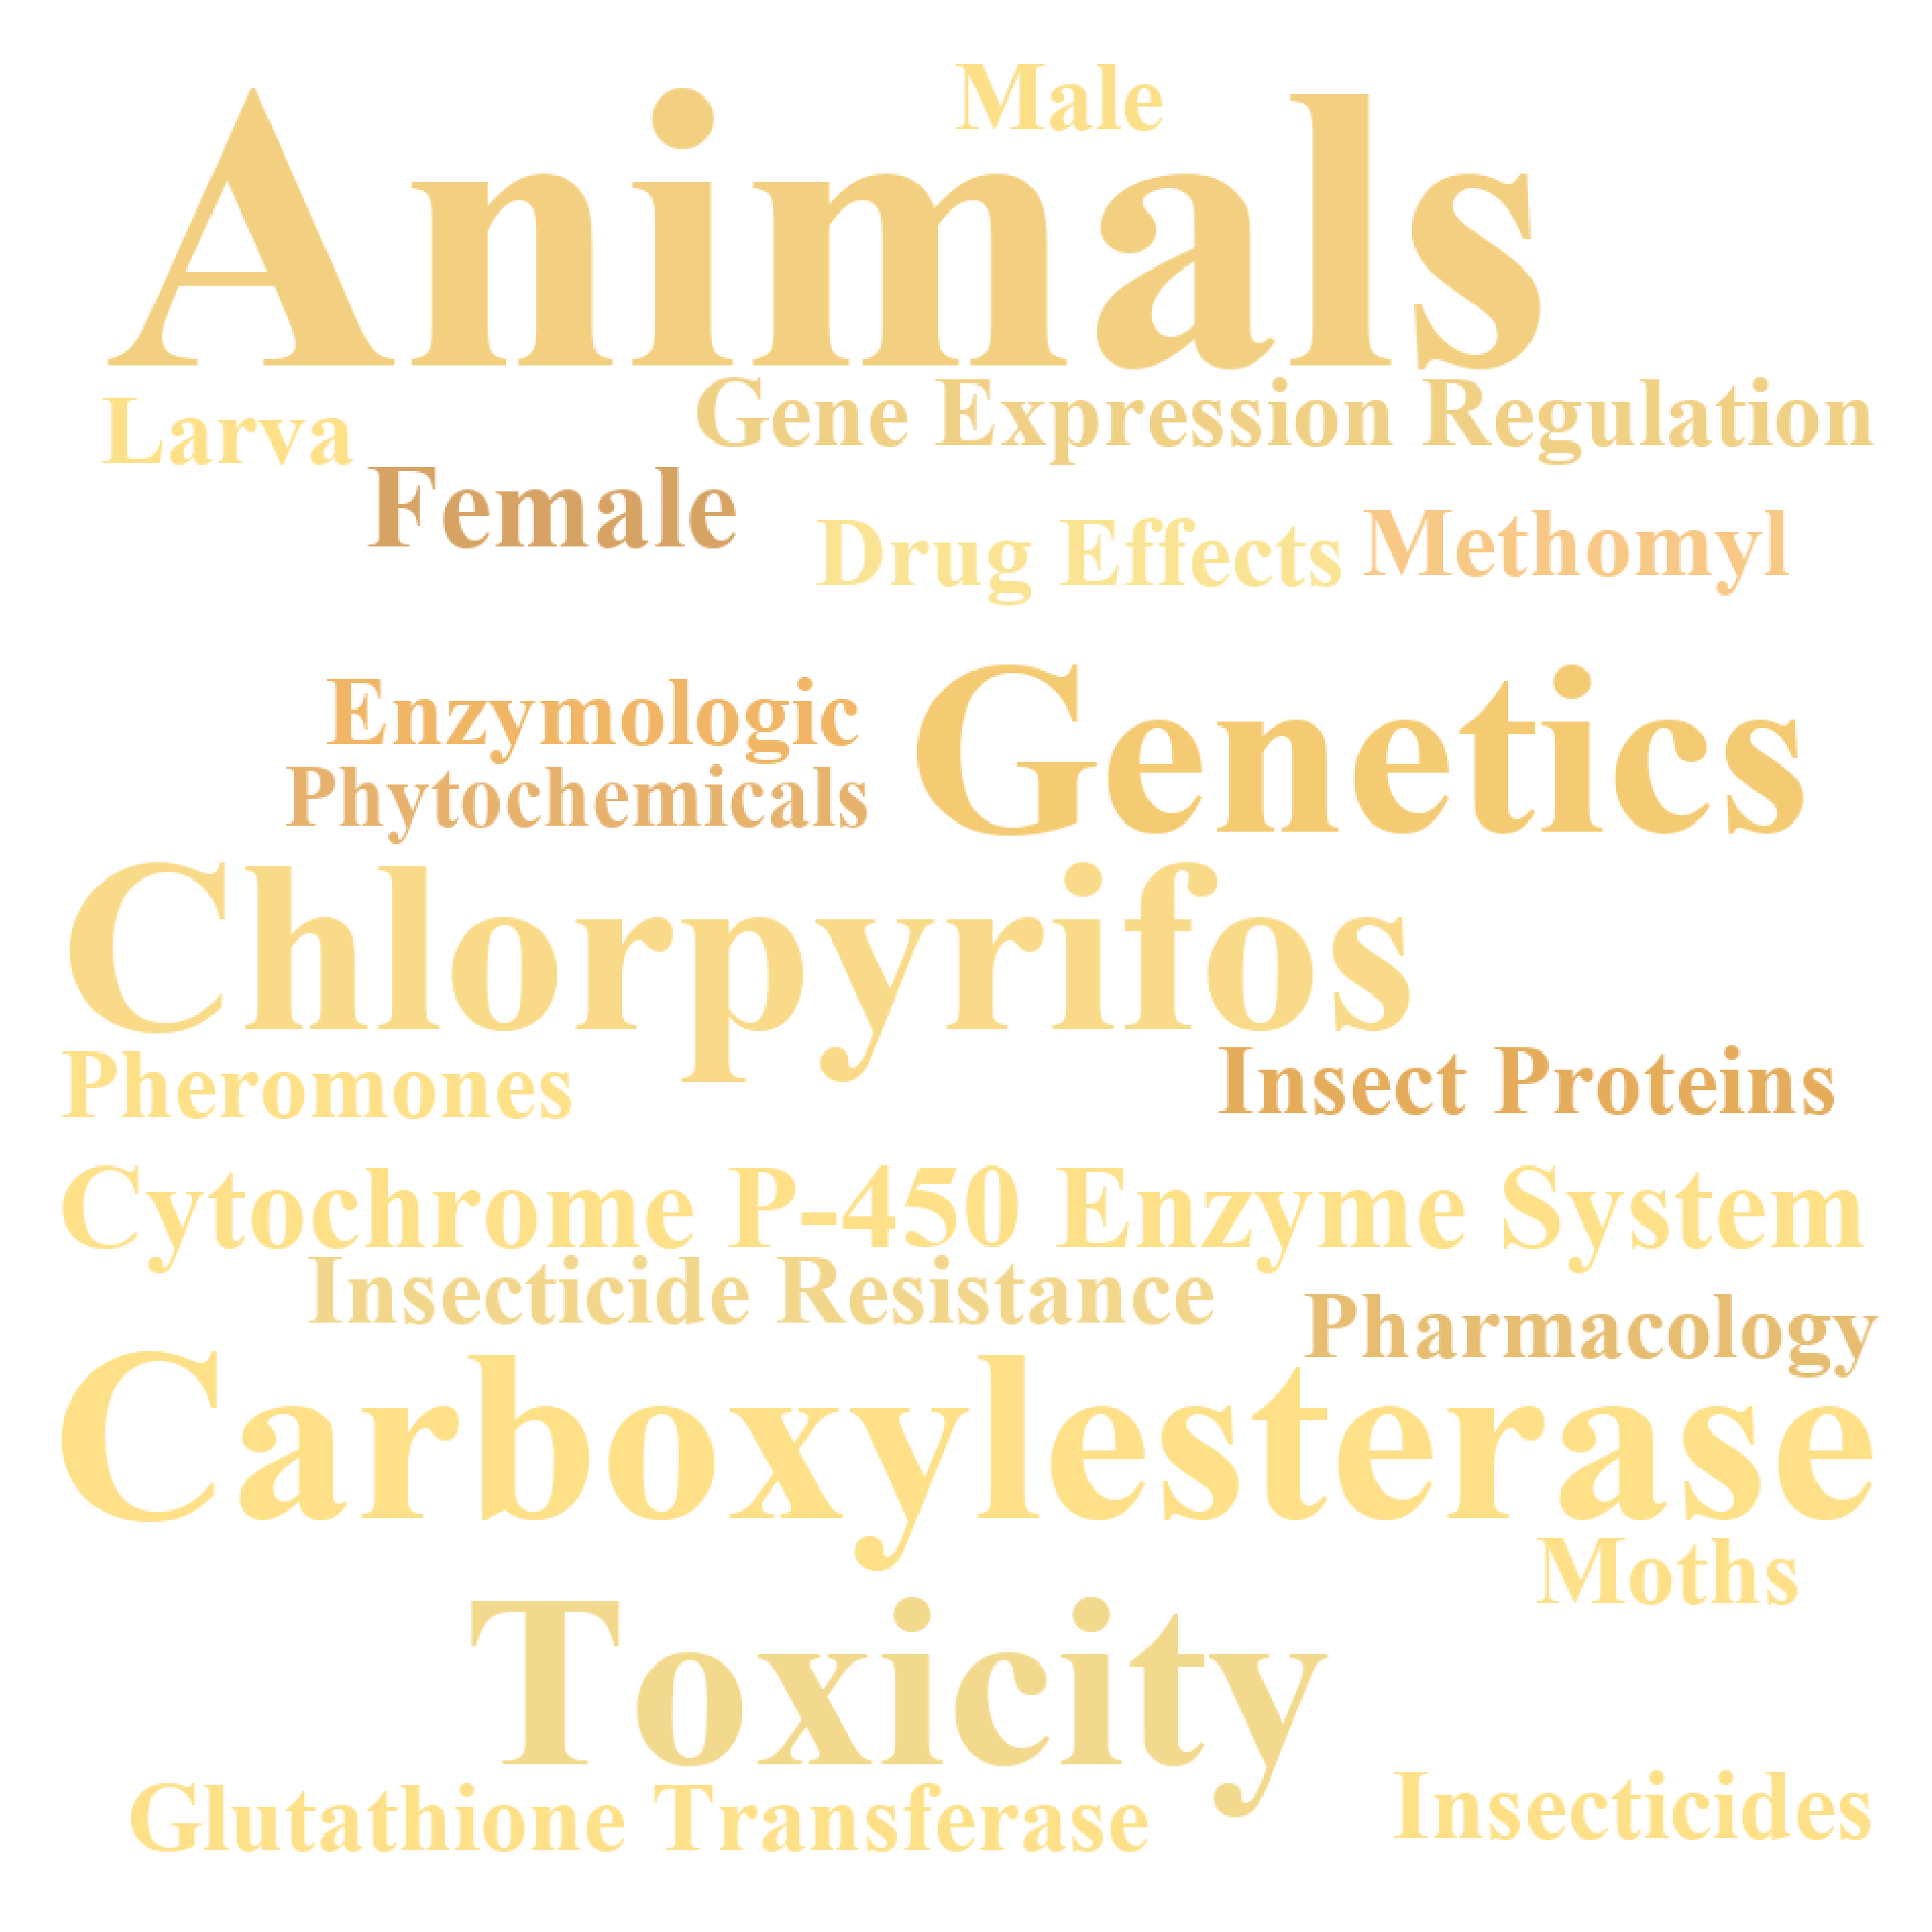 Male
Animals
Larva
Gene Expression Regulation
Female
Drug Effects
Methomyl
Enzymologic
Genetics
Phytochemicals
Chlorpyrifos
Pheromones
Insect Proteins
Cytochrome P-450 Enzyme System
Insecticide Resistance
Pharmacology
Carboxylesterase
Moths
Toxicity
Glutathione Transferase
Insecticides